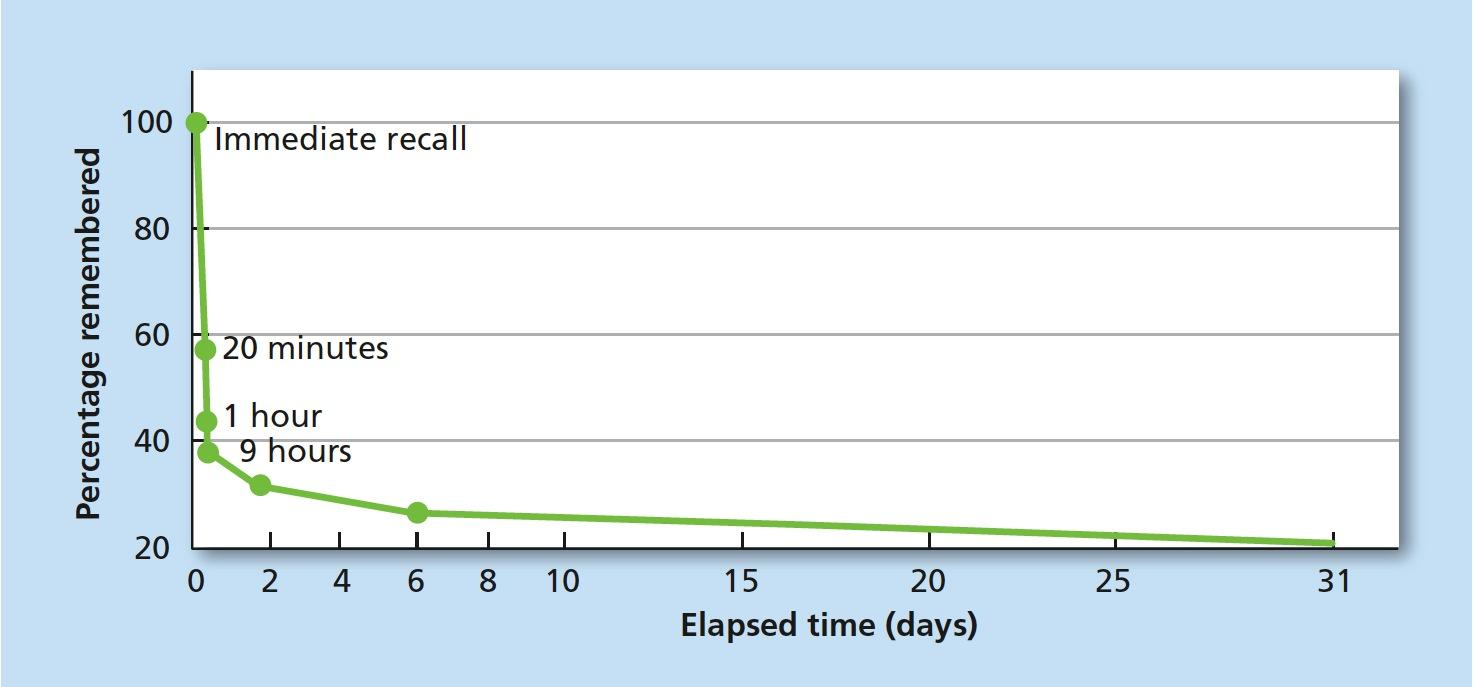 Percentage remembered
100
80
60
40
20
Immediate recall
20 minutes
1 hour
9 hours
0 2 4 6 8 10 15 20 25 31
Elapsed time (days)